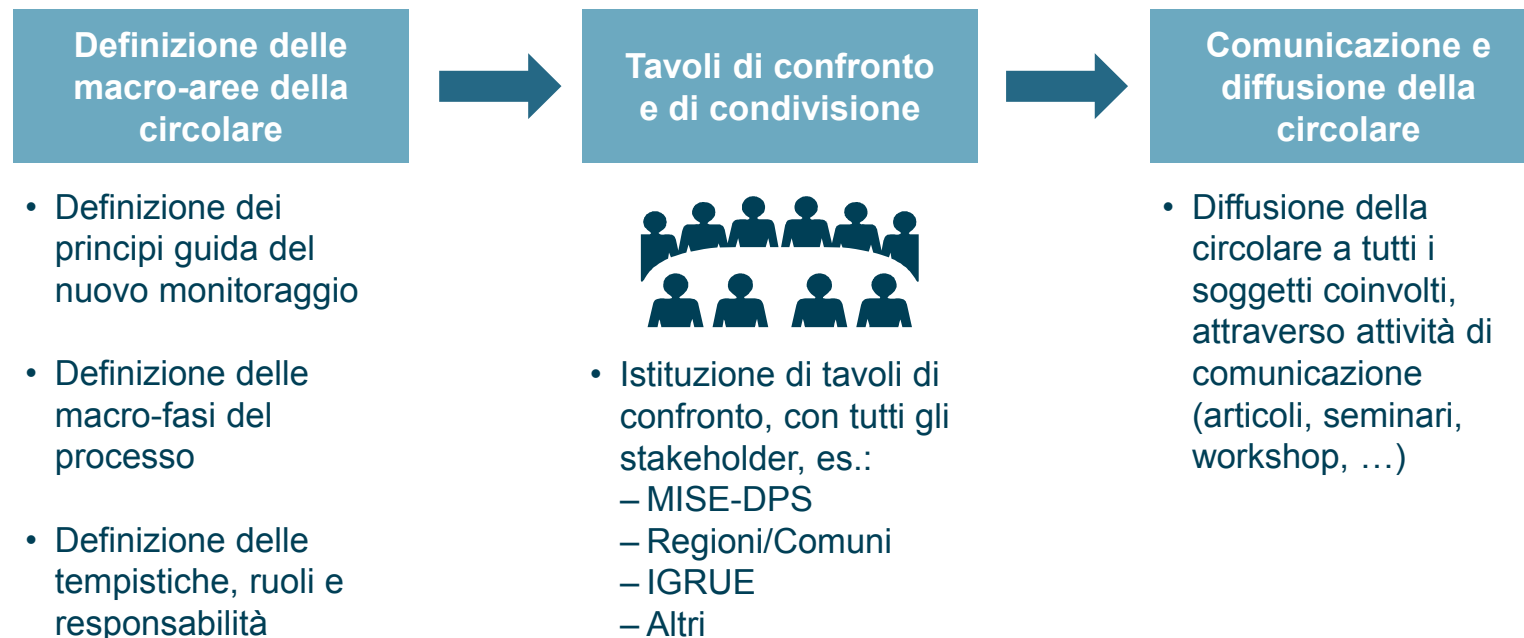 Definizione delle
macro-aree della
circolare
• Definizione dei
principi guida del
nuovo monitoraggio
• Definizione delle
macro-fasi del
processo
• Definizione delle
tempistiche, ruoli e
responsabilità
Tavoli di confronto
e di condivisione
• Istituzione di tavoli di
confronto, con tutti gli
stakeholder, es.:
– MISE-DPS
– Regioni/Comuni
– IGRUE
– Altri
Comunicazione e
diffusione della
circolare
• Diffusione della
circolare a tutti i
soggetti coinvolti,
attraverso attività di
comunicazione
(articoli, seminari,
workshop, …)